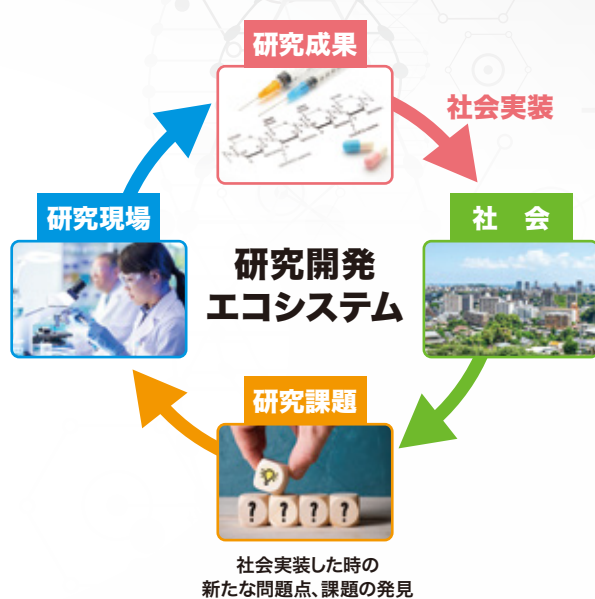 研究成果
社会実装
研究現場
社　会
研究開発
エコシステム
研究課題
? ? ? ?
社会実装した時の
新たな問題点、課題の発見